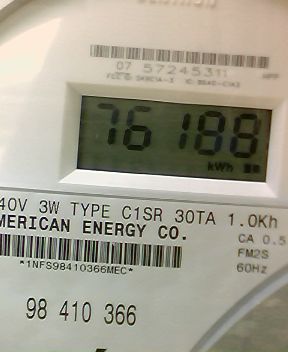 07 57245311
76188
kWh
40V 3W TYPE C1SR 30TA 1.0Kh
MERICAN ENERGY CO.
CA 0.5
FM2S
*1NFS98410366MEC*
60Hz
98 410 366